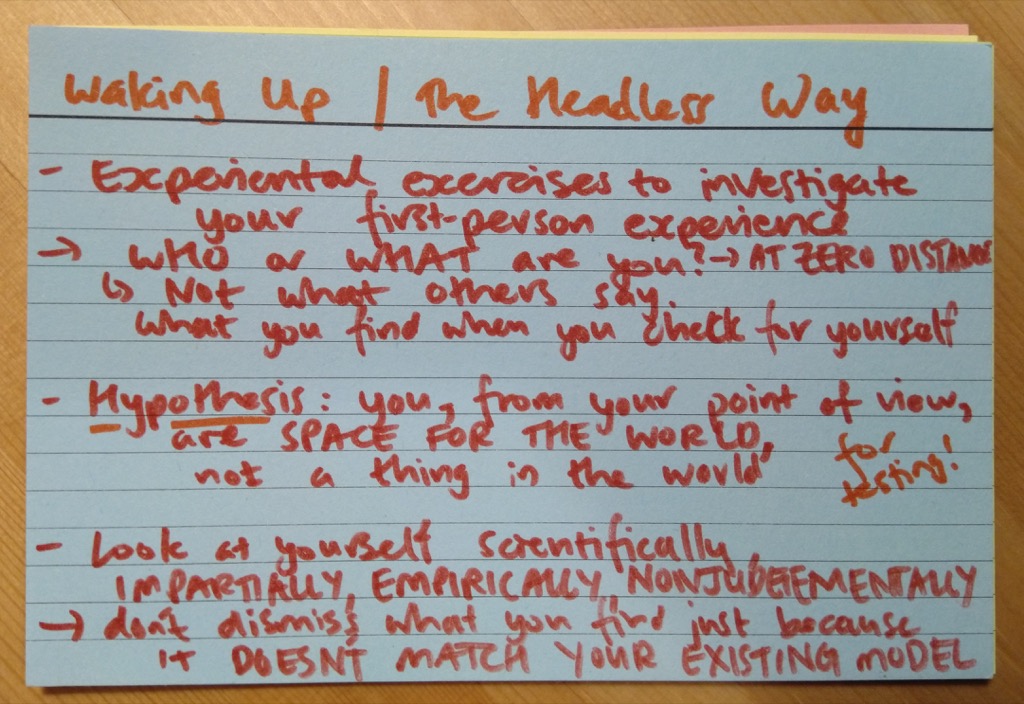 Waking Up / The Headless Way
- Experiental exercises to investigate
your first-person experience
→ WHO or WHAT are you? → AT ZERO DISTANCE
↳ Not what others say
what you find when you check for yourself
- Hypothesis: you, from your point of view,
are SPACE FOR THE WORLD,
not a thing in the world
for
testing!
- Look at yourself scientifically,
IMPARTIALLY, EMPIRICALLY, NONJUDGEMENTALLY
→ don't dismiss what you find just because
it DOESN'T MATCH YOUR EXISTING MODEL